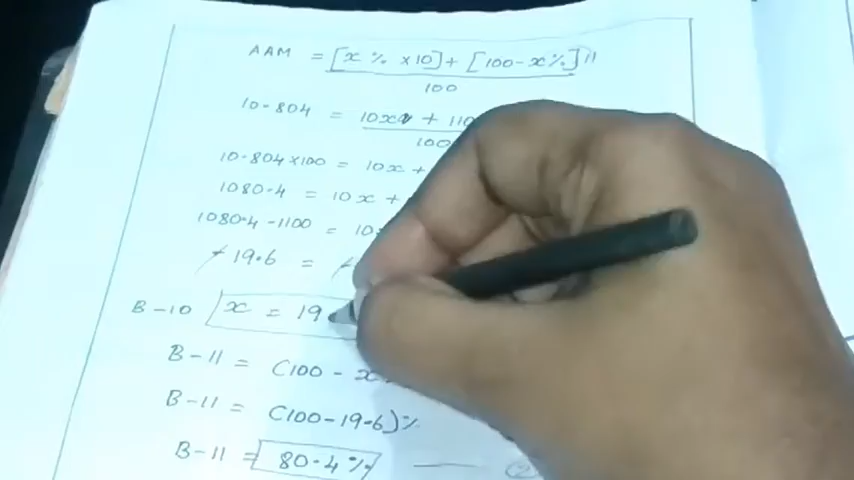 AAM = [x % × 10] + [100 - x%] 11
100
10.804 = 10x + 110
100
10.804 × 100 = 10x +
1080.4 = 10x +
1080.4 - 1100 = 10
- 19.6 = -
B-10 x = 19
B-11 = (100 - x
B-11 = (100-19.6)%
B-11 = 80.4% 2